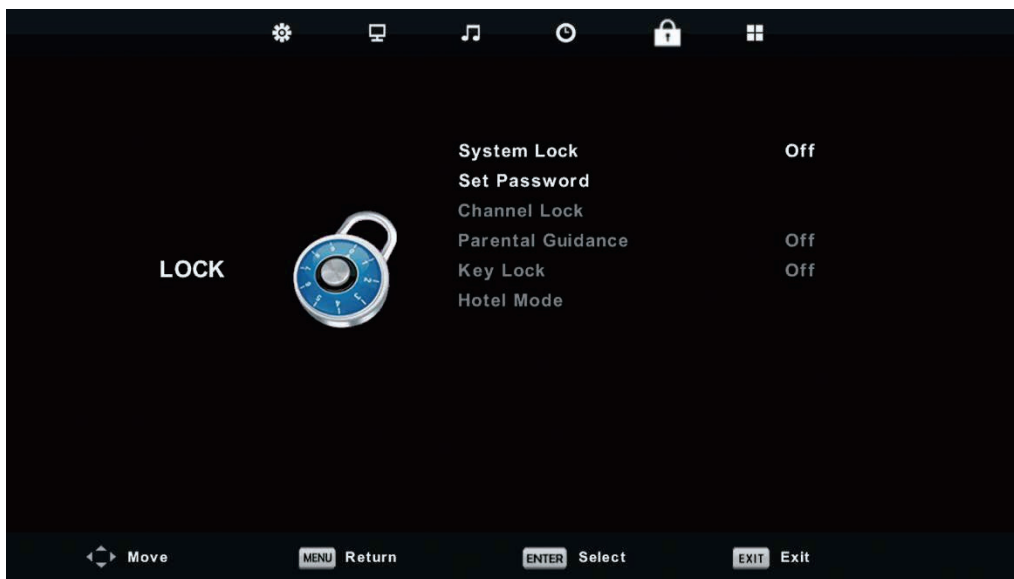 System Lock Off
Set Password
Channel Lock
Parental Guidance Off
LOCK
Key Lock Off
Hotel Mode
Move MENU Return ENTER Select EXIT Exit